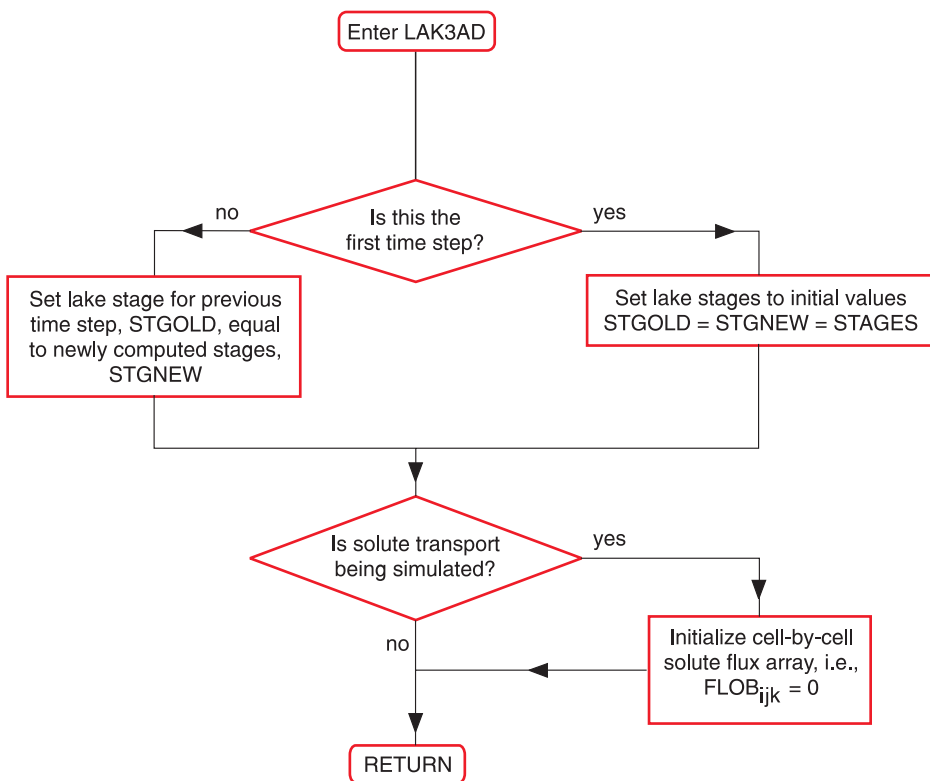 Enter LAK3AD
Is this the
first time step?
no
yes
Set lake stage for previous
time step, STGOLD, equal
to newly computed stages,
STGNEW
Set lake stages to initial values
STGOLD = STGNEW = STAGES
Is solute transport
being simulated?
yes
no
Initialize cell-by-cell
solute flux array, i.e.,
FLOBijk = 0
RETURN